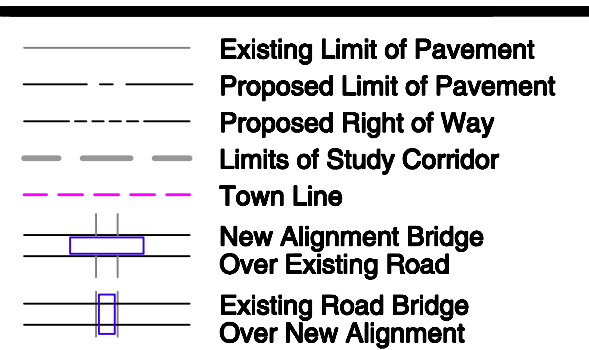 Existing Limit of Pavement
Proposed Limit of Pavement
Proposed Right of Way
Limits of Study Corridor
Town Line
New Alignment Bridge
Over Existing Road
Existing Road Bridge
Over New Alignment